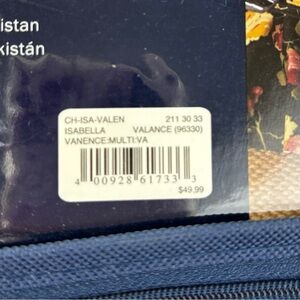 istan
kistán
CH-ISA-VALEN 211 30 33
ISABELLA VALANCE (96330)
VANENCE:MULTI:VA
4 00928 61733 3
$49.99